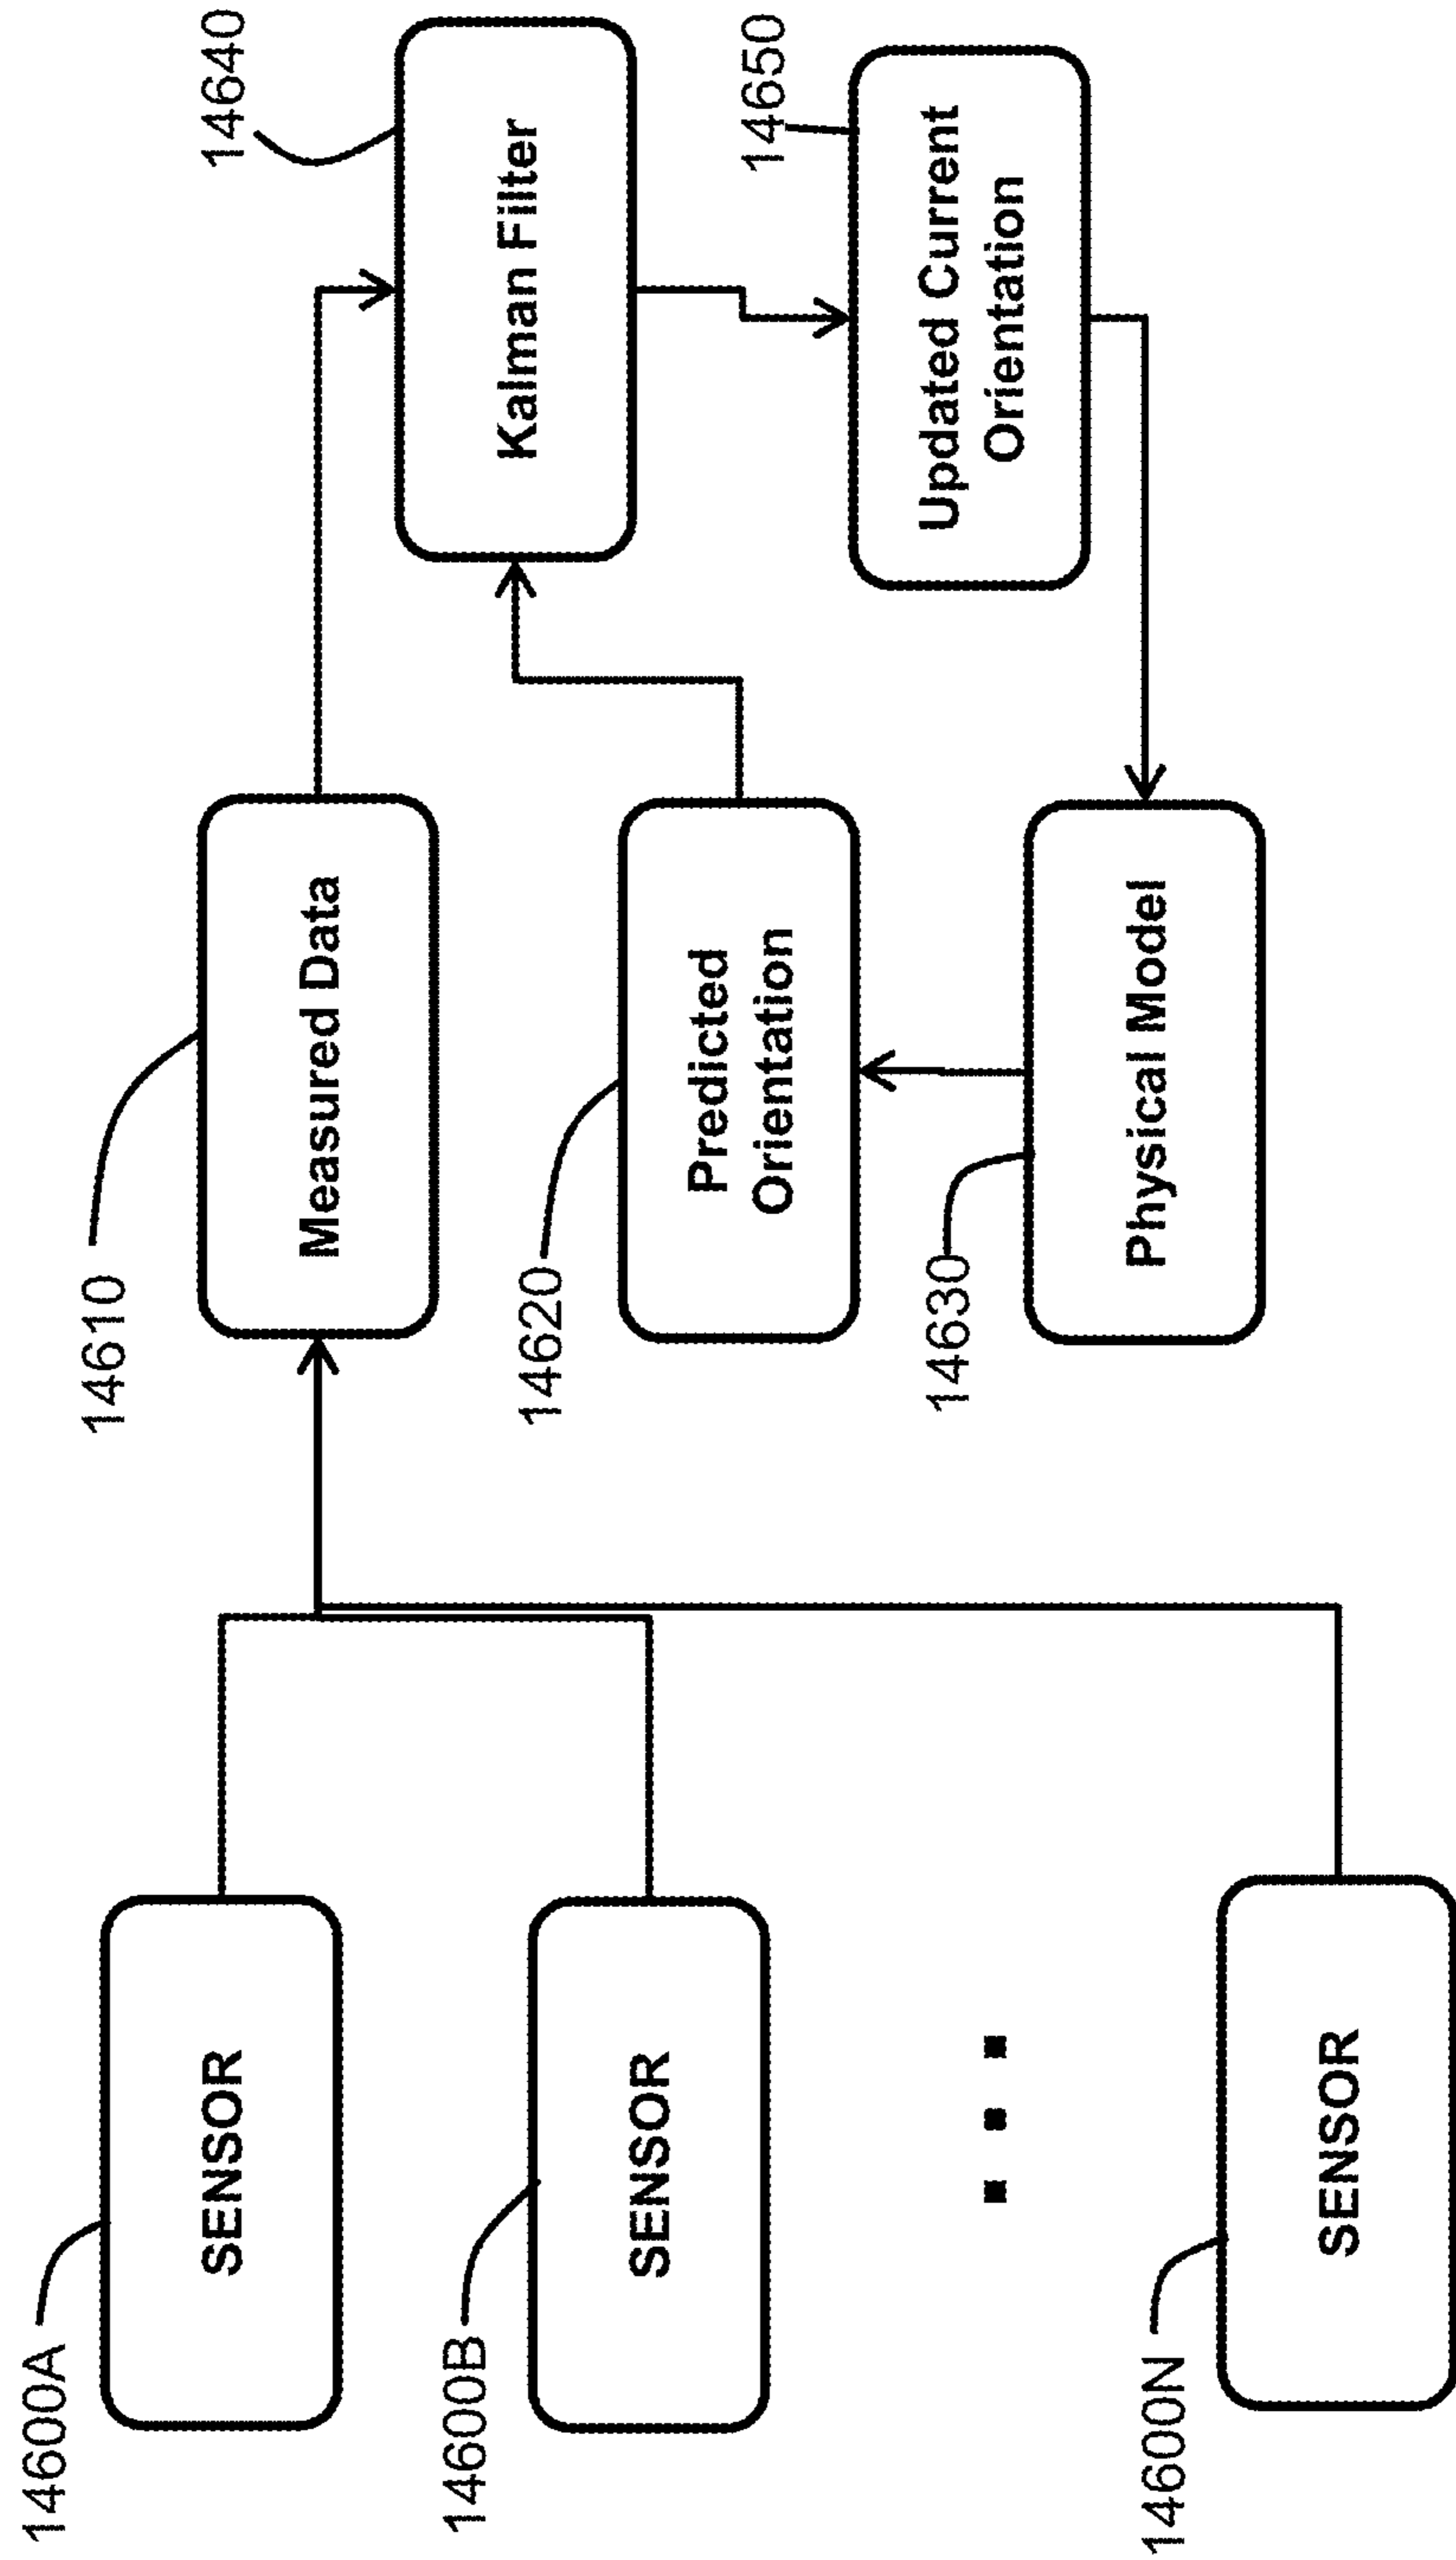 14600A
SENSOR
14600B
SENSOR
14600N
SENSOR
14610
Measured Data
14620
Predicted
Orientation
14630
Physical Model
14640
Kalman Filter
14650
Updated Current
Orientation